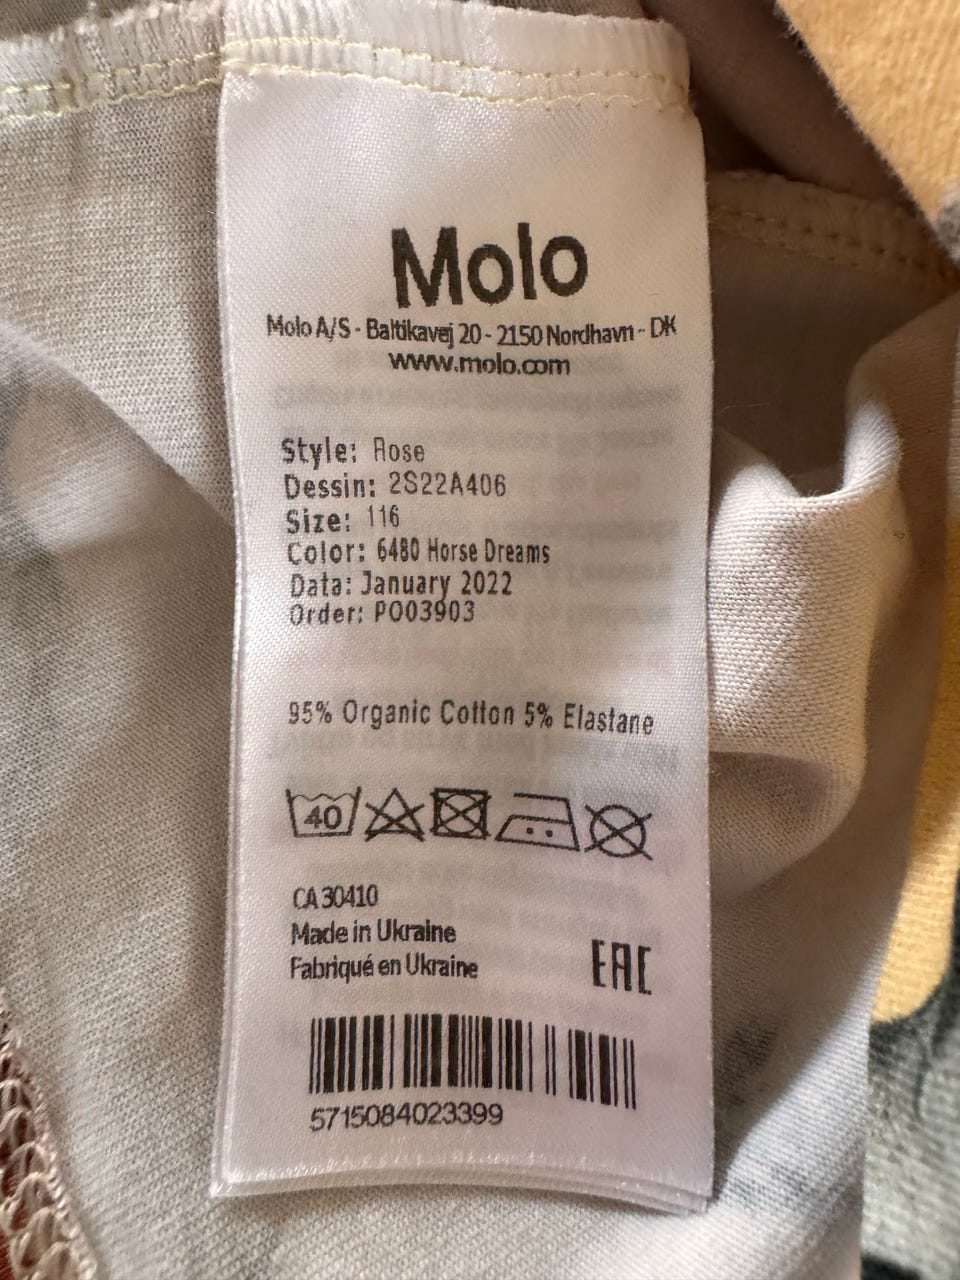 Molo
Molo A/S - Baltikavej 20 - 2150 Nordhavn - DK
www.molo.com
Style: Rose
Dessin: 2S22A406
Size: 116
Color: 6480 Horse Dreams
Data: January 2022
Order: PO03903
95% Organic Cotton 5% Elastane
40
CA 30410
Made in Ukraine
Fabriqué en Ukraine
EAC
5715084023399